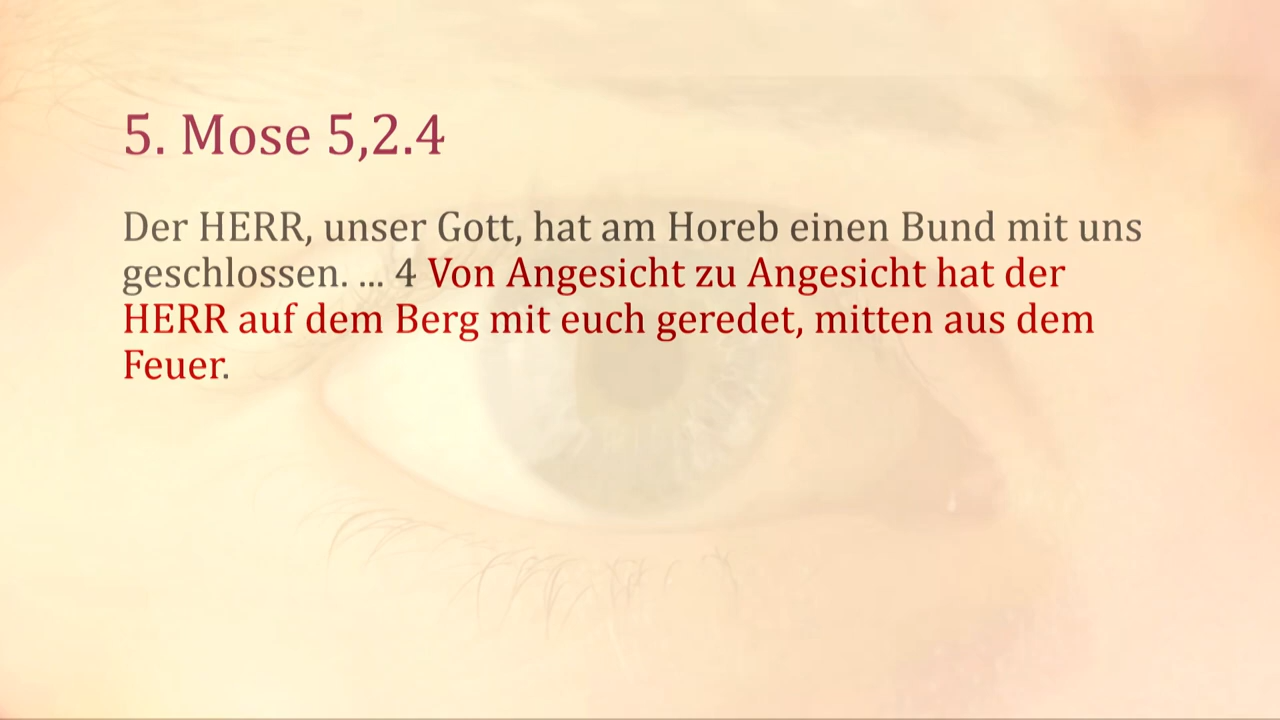 5. Mose 5,2.4
Der HERR, unser Gott, hat am Horeb einen Bund mit uns
geschlossen. ... 4 Von Angesicht zu Angesicht hat der
HERR auf dem Berg mit euch geredet, mitten aus dem
Feuer.